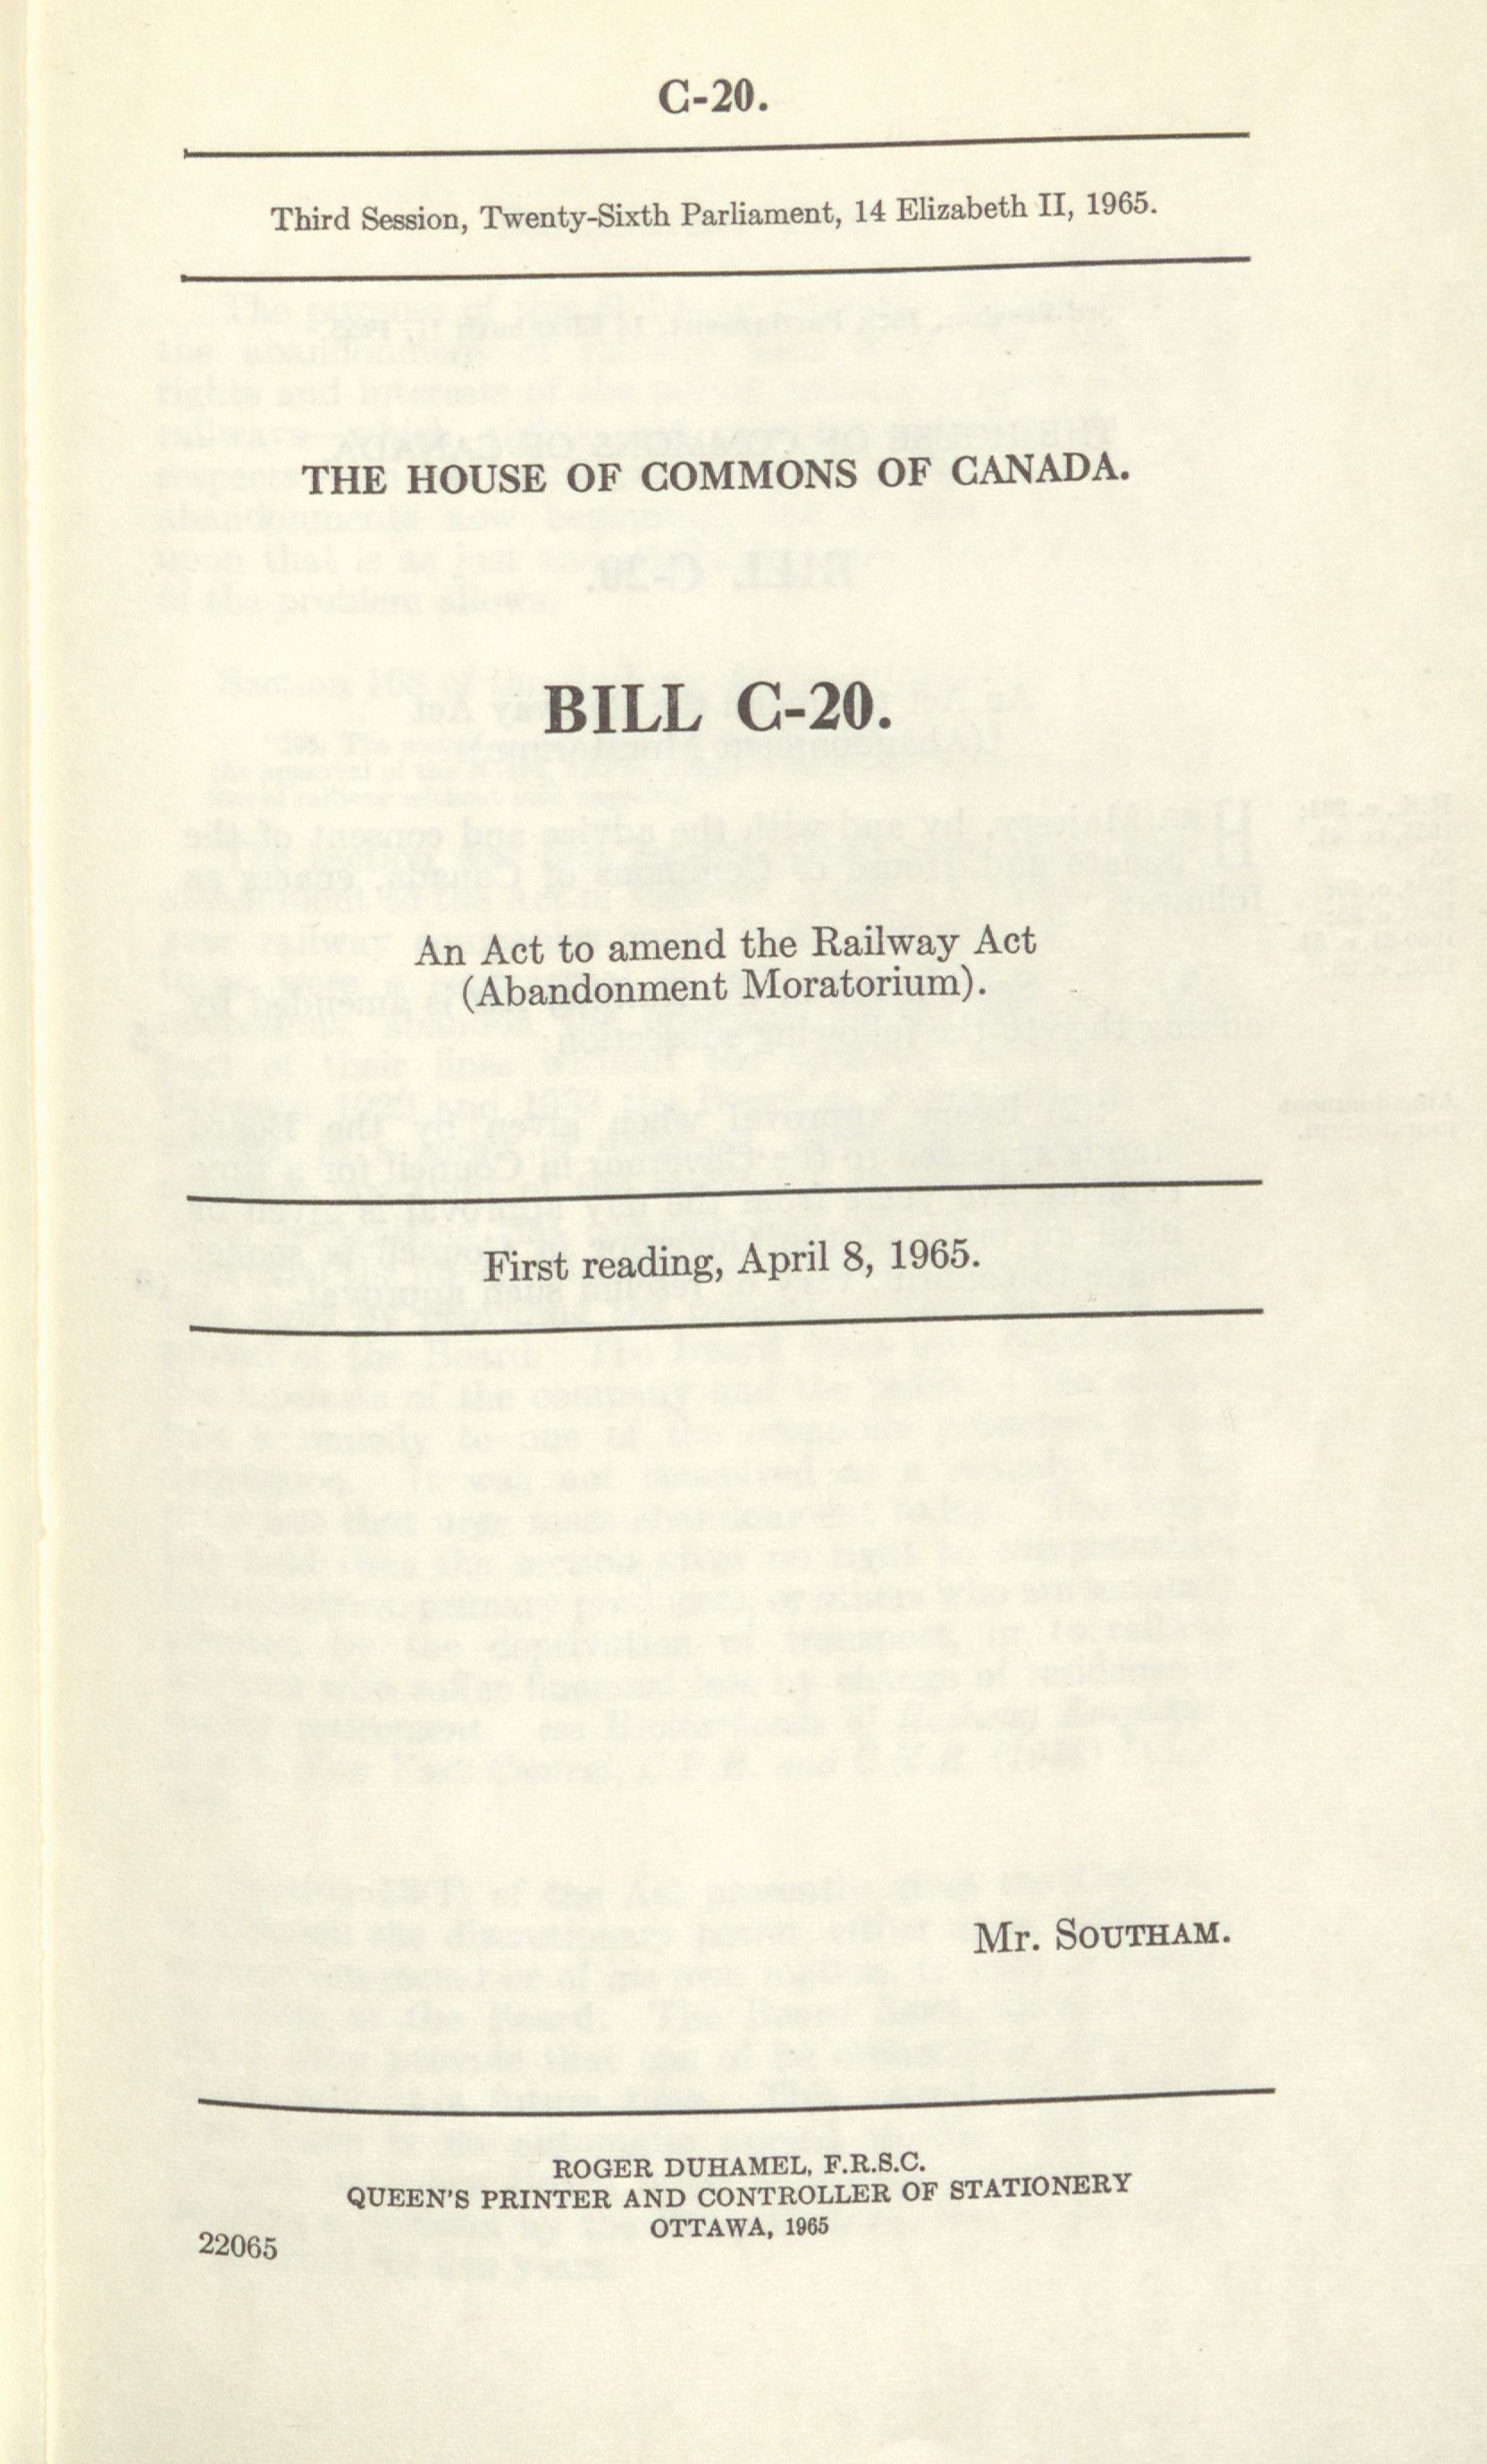 C-20.
Third Session, Twenty-Sixth Parliament, 14 Elizabeth II, 1965.
THE HOUSE OF COMMONS OF CANADA.
BILL C-20.
An Act to amend the Railway Act
(Abandonment Moratorium).
First reading, April 8, 1965.
Mr. SOUTHAM.
ROGER DUHAMEL, F.R.S.C.
QUEEN'S PRINTER AND CONTROLLER OF STATIONERY
OTTAWA, 1965
22065